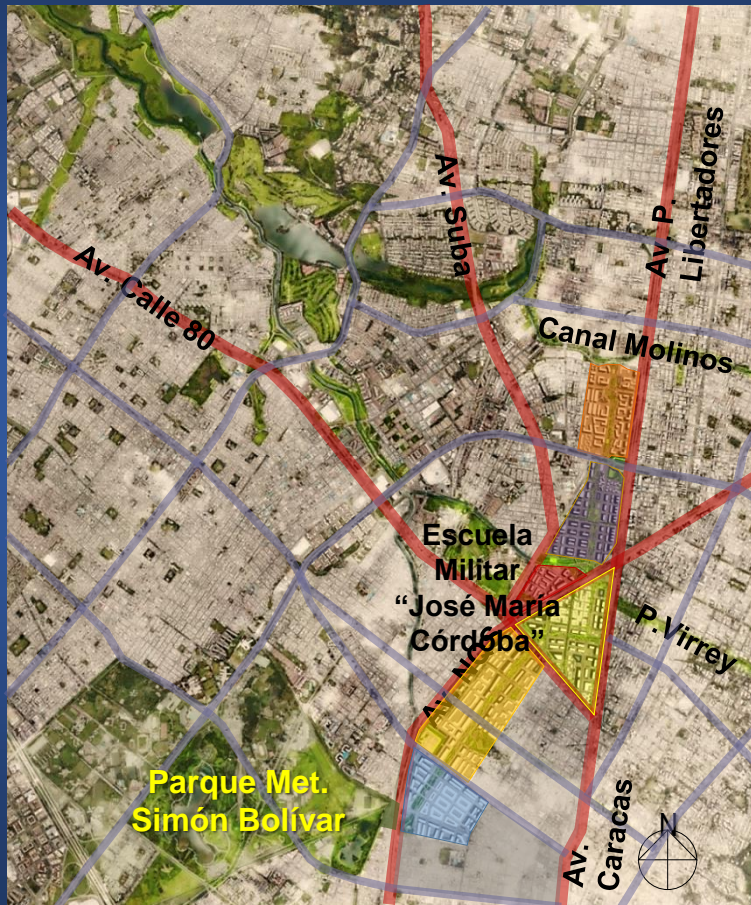 Av. Suba
Av. P.
Libertadores
Av. Calle 80
Canal Molinos
Escuela
Militar
“José María
Córdoba”
P.Virrey
Parque Met.
Simón Bolívar
Av.
Caracas
N